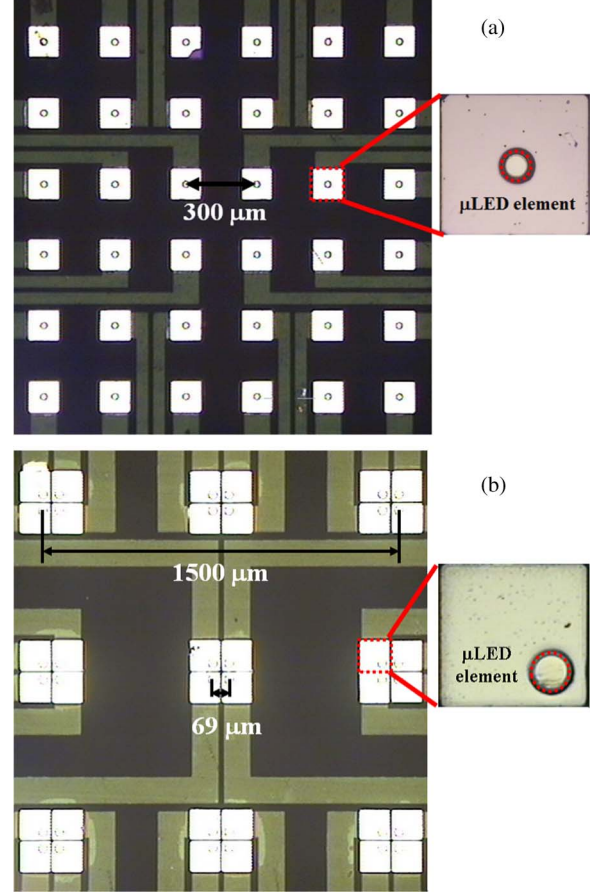 (a)
300 μm
μLED element
(b)
1500 μm
μLED
element
69 μm